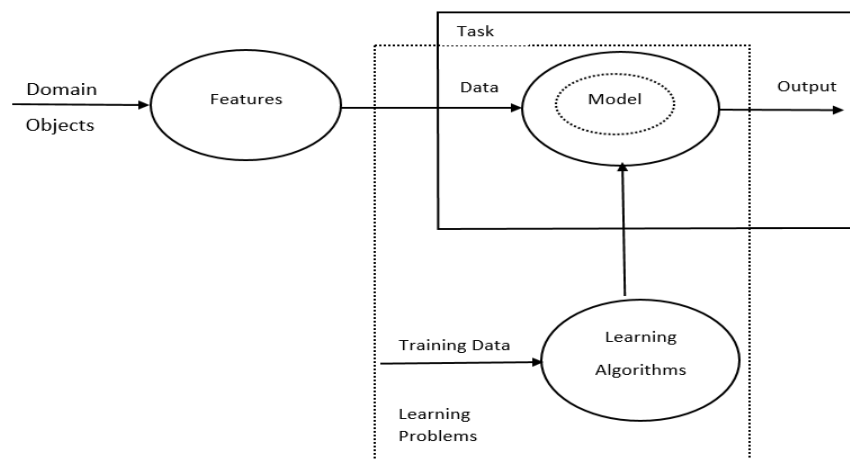 Task
Domain
Objects
Features
Data
Model
Output
Training Data
Learning
Algorithms
Learning
Problems